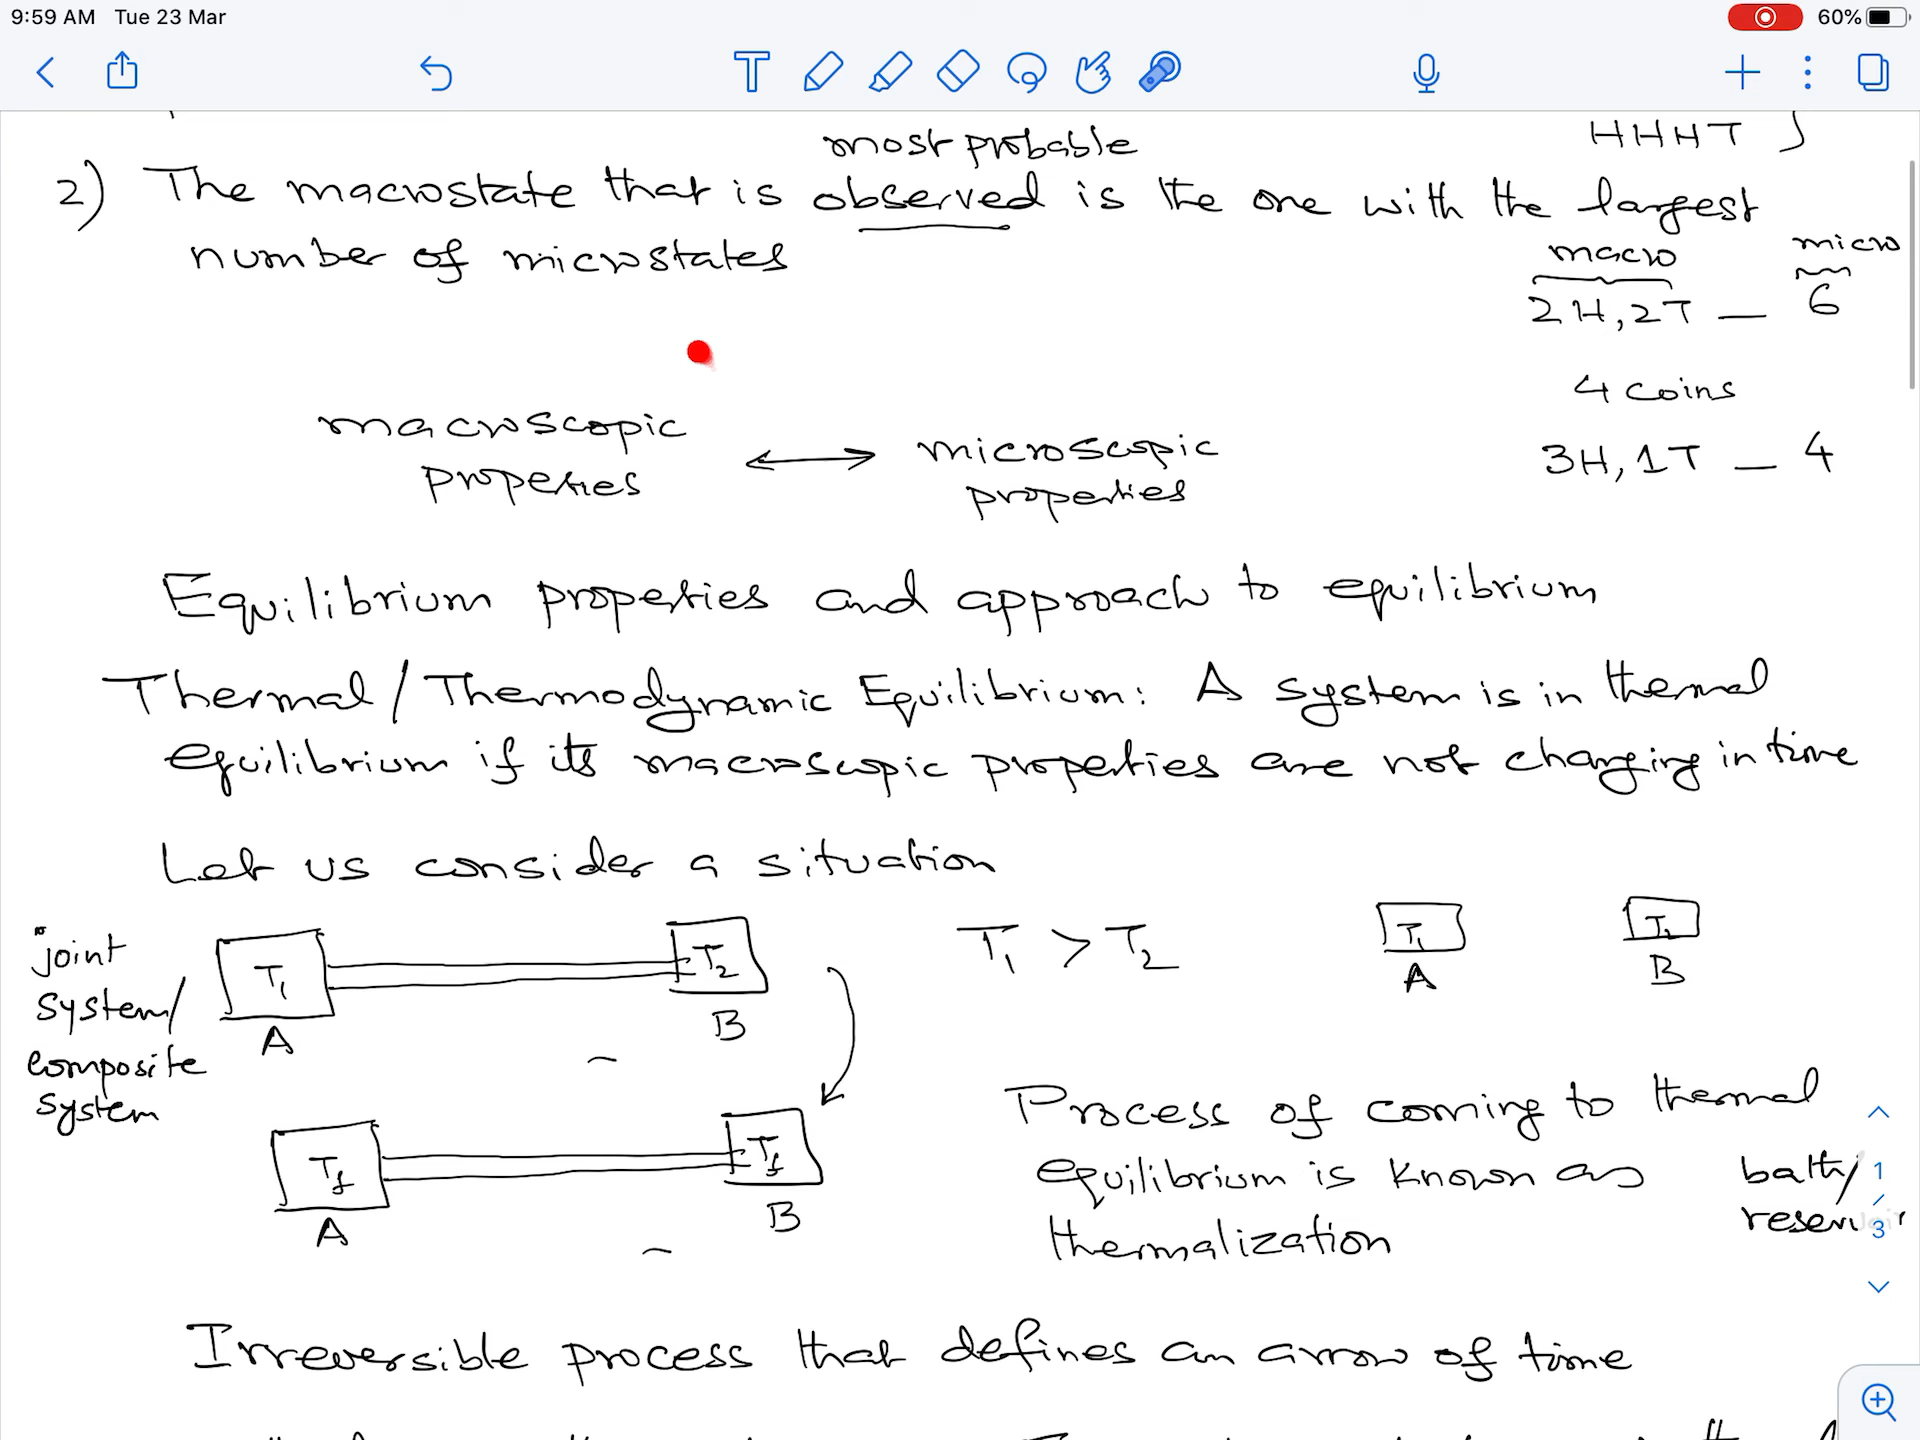 9:59 AM Tue 23 Mar
60%
HHHT
most probable
2) The macrostate that is observed is the one with the largest
number of microstates
macro
micro
2H, 2T — 6
4 coins
3H, 1T — 4
macroscopic
properties
microscopic
properties
Equilibrium properties and approach to equilibrium
Thermal / Thermodynamic Equilibrium: A system is in thermal
equilibrium if its macroscopic properties are not changing in time
Let us consider a situation
joint
system/
composite
system
T1
A
T2
B
T1 > T2
T1
A
T2
B
Tf
A
Tf
B
Process of coming to thermal
equilibrium is known as
thermalization
bath/
reservoir
1
/
3
Irreversible process that defines an arrow of time